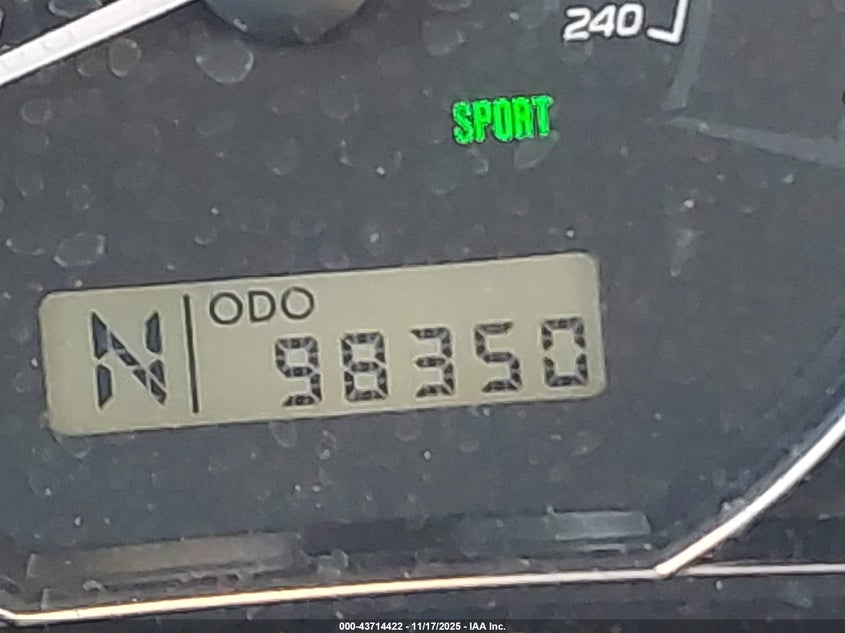 240
SPORT
N ODO
98350
000-43714422 - 11/17/2025 - IAA Inc.